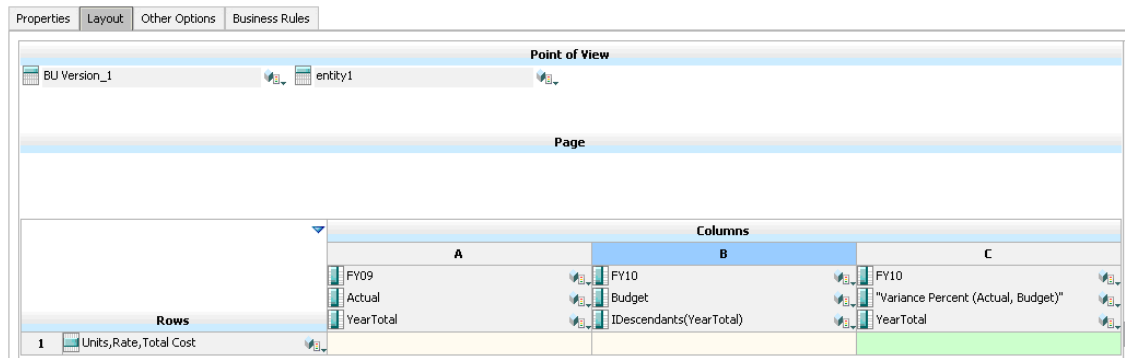 Properties Layout Other Options Business Rules
Point of View
BU Version_1 entity1
Page
Columns
A B C
FY09 FY10 FY10
Actual Budget "Variance Percent (Actual, Budget)"
Rows YearTotal IDescendants(YearTotal) YearTotal
1 Units,Rate,Total Cost